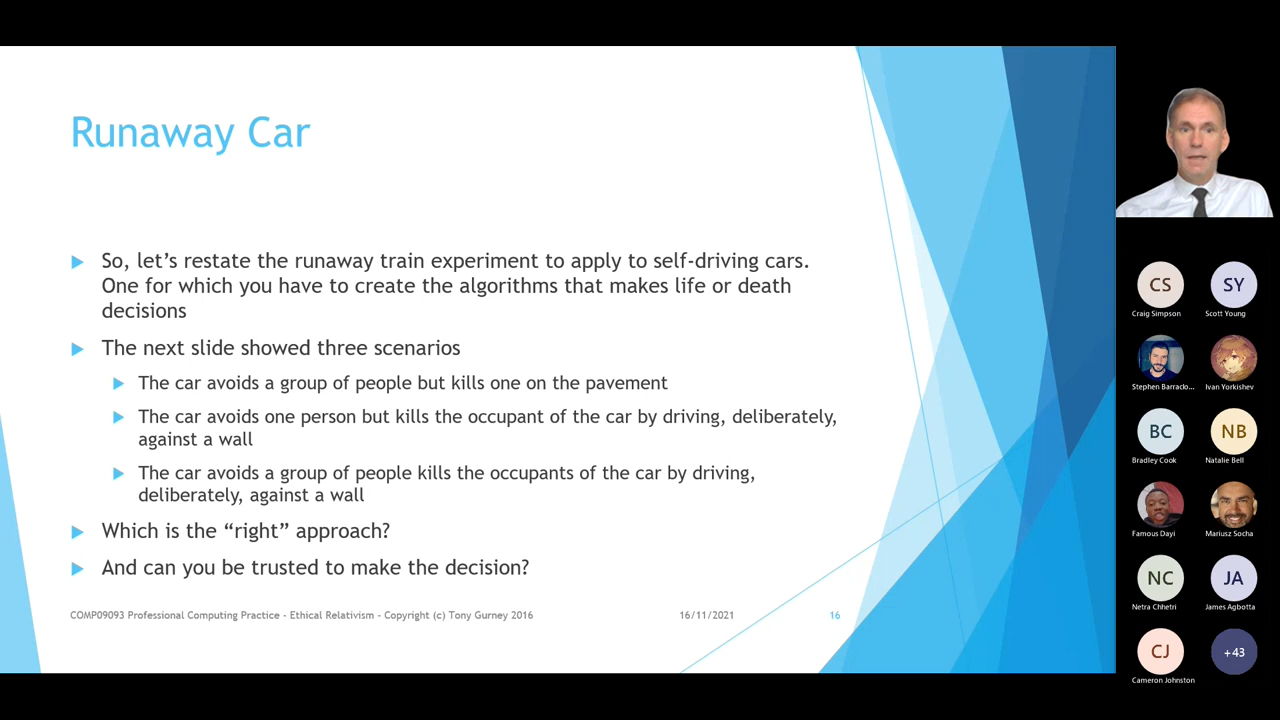 Runaway Car
So, let's restate the runaway train experiment to apply to self-driving cars.
One for which you have to create the algorithms that makes life or death
decisions
The next slide showed three scenarios
The car avoids a group of people but kills one on the pavement
The car avoids one person but kills the occupant of the car by driving, deliberately,
against a wall
The car avoids a group of people kills the occupants of the car by driving,
deliberately, against a wall
Which is the “right” approach?
And can you be trusted to make the decision?
COMP09093 Professional Computing Practice - Ethical Relativism - Copyright (c) Tony Gurney 2016
16/11/2021
16
CS
SY
Craig Simpson
Scott Young
Stephen Barraclo...
Ivan Yorkishev
BC
NB
Bradley Cook
Natalie Bell
Famous Dayi
Mariusz Socha
NC
JA
Netra Chhetri
James Agbotta
CJ
+43
Cameron Johnston